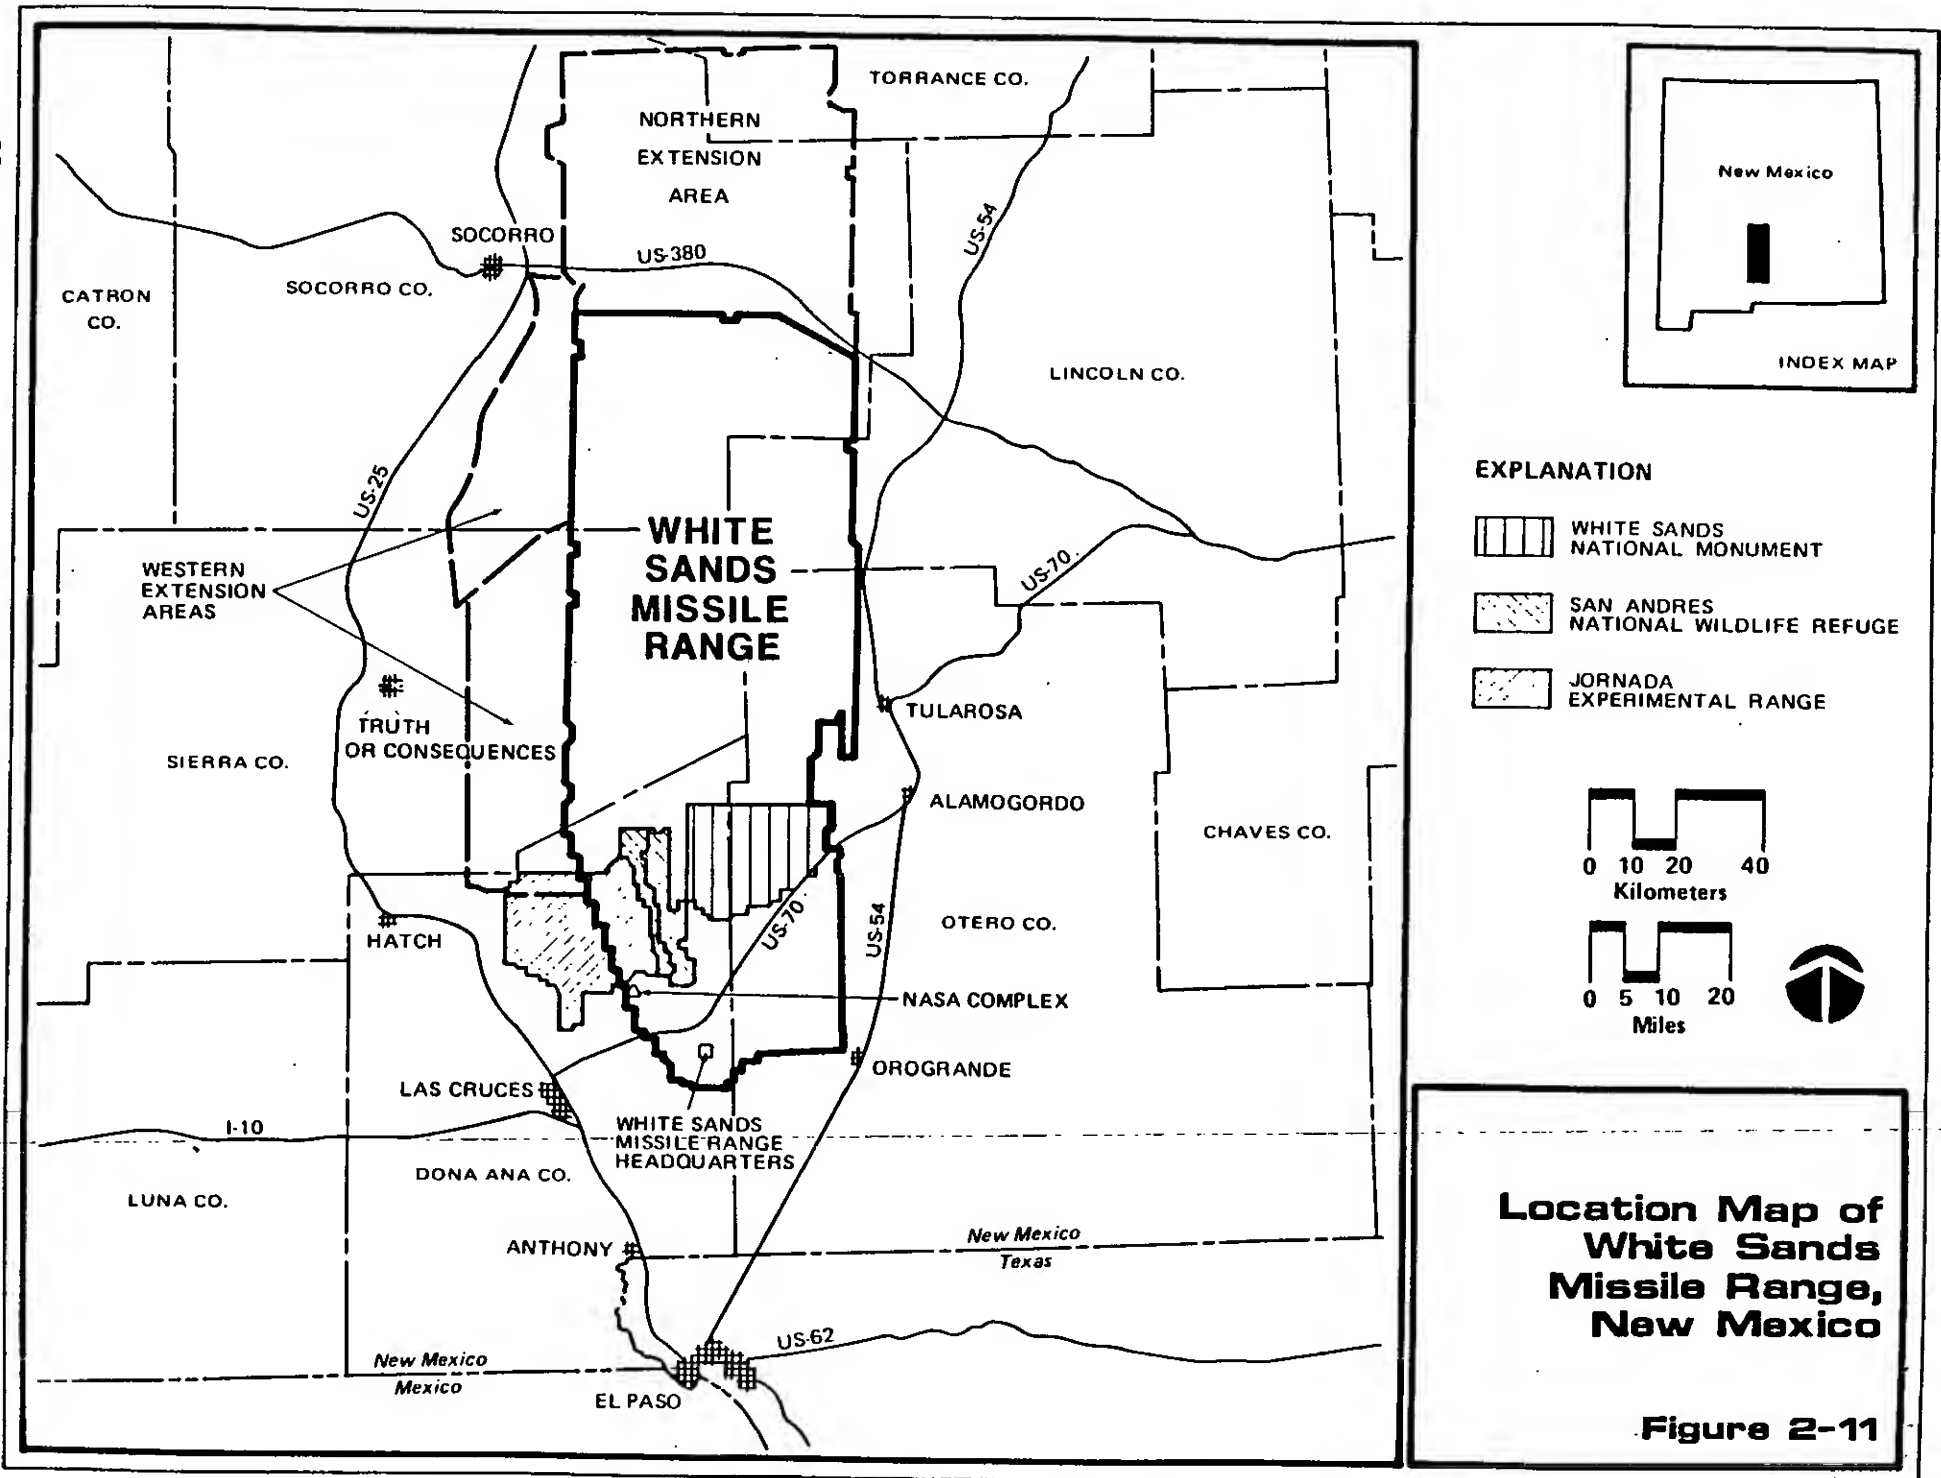 TORRANCE CO.
NORTHERN
EXTENSION
AREA
US-54
SOCORRO
US-380
CATRON
CO.
SOCORRO CO.
LINCOLN CO.
US-25
WHITE
SANDS
MISSILE
RANGE
WESTERN
EXTENSION
AREAS
US-70
TRUTH
OR CONSEQUENCES
TULAROSA
SIERRA CO.
ALAMOGORDO
CHAVES CO.
HATCH
US-70
US-54
OTERO CO.
NASA COMPLEX
OROGRANDE
LAS CRUCES
WHITE SANDS
MISSILE RANGE
HEADQUARTERS
I-10
DONA ANA CO.
LUNA CO.
ANTHONY
New Mexico
Texas
US-62
New Mexico
Mexico
EL PASO
New Mexico
INDEX MAP
EXPLANATION
WHITE SANDS
NATIONAL MONUMENT
SAN ANDRES
NATIONAL WILDLIFE REFUGE
JORNADA
EXPERIMENTAL RANGE
0 10 20 40
Kilometers
0 5 10 20
Miles
Location Map of
White Sands
Missile Range,
New Mexico
Figure 2-11